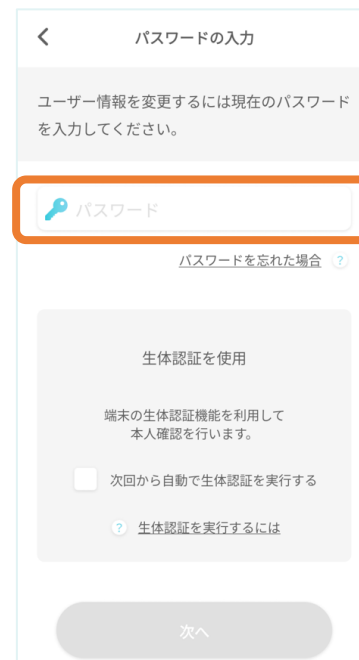 パスワードの入力
ユーザー情報を変更するには現在のパスワード
を入力してください。
パスワード
パスワードを忘れた場合 ?
生体認証を使用
端末の生体認証機能を利用して
本人確認を行います。
次回から自動で生体認証を実行する
? 生体認証を実行するには
次へ